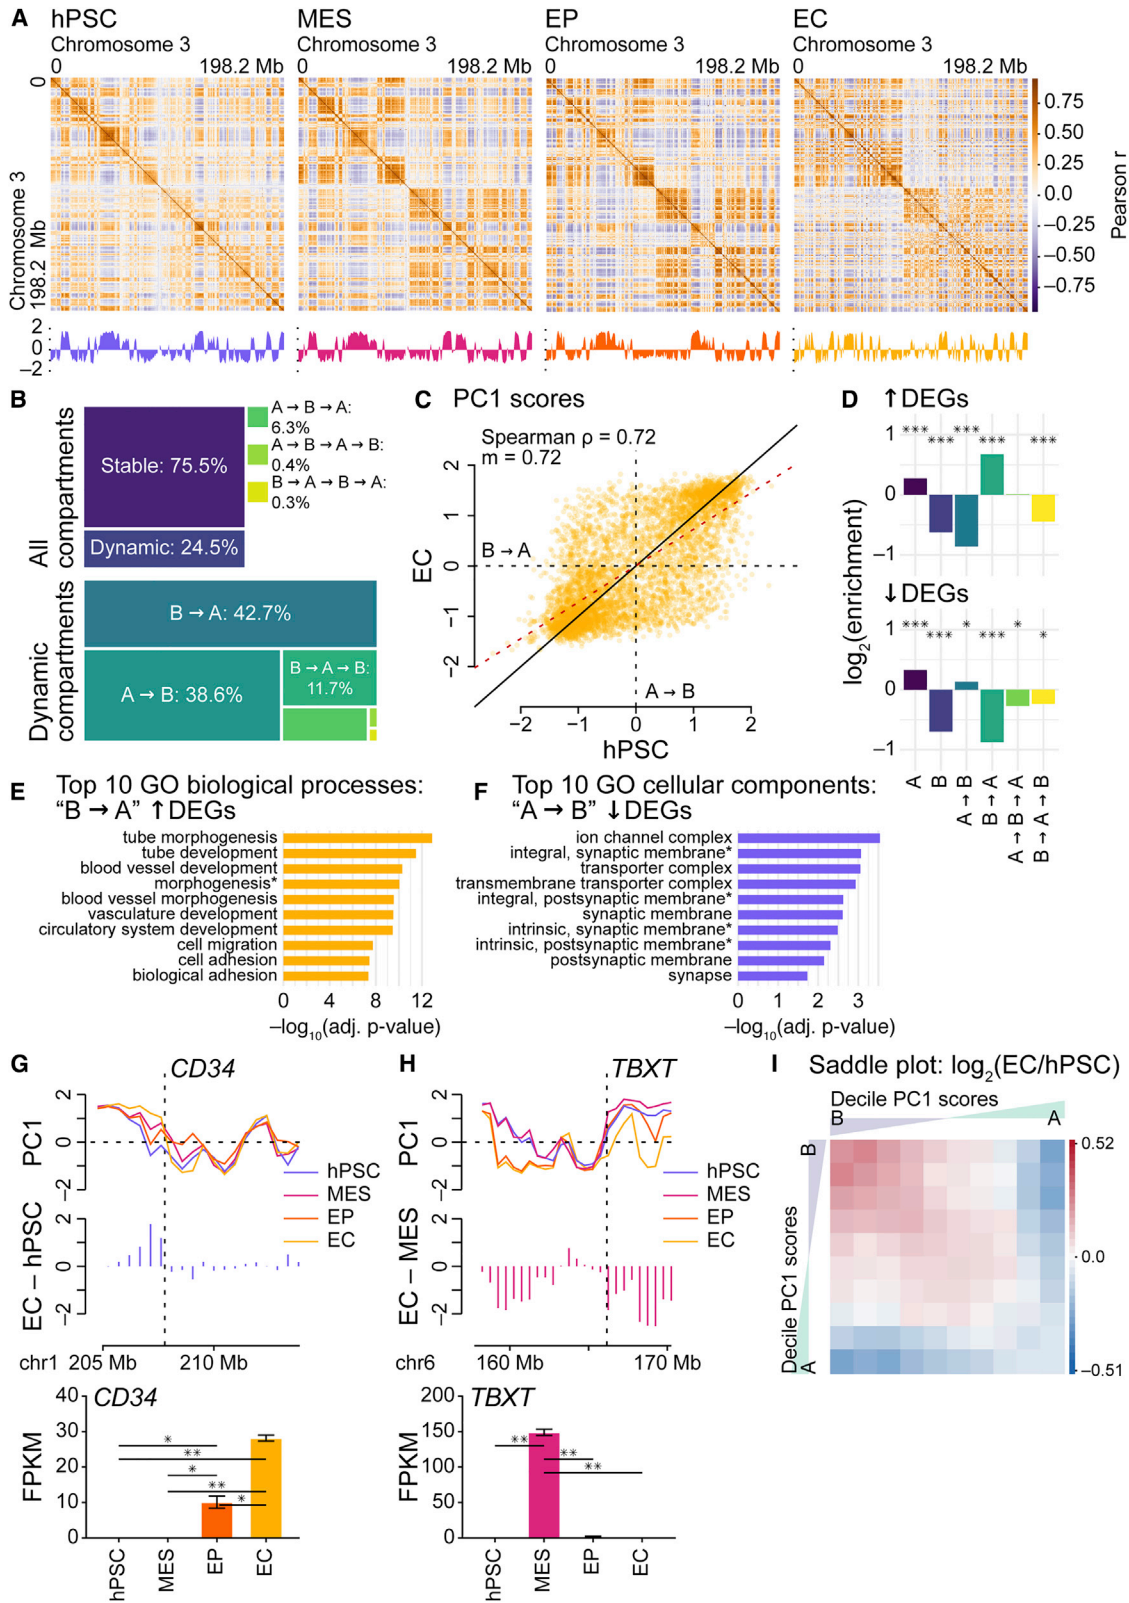 A
hPSC
Chromosome 3
0 198.2 Mb
MES
Chromosome 3
0 198.2 Mb
EP
Chromosome 3
0 198.2 Mb
EC
Chromosome 3
0 198.2 Mb
0
Chromosome 3
198.2 Mb
0.75
0.50
0.25
0.0
−0.25
−0.50
−0.75
Pearson r
2
0
−2
B
All compartments
Stable: 75.5%
Dynamic: 24.5%
A → B → A:
6.3%
A → B → A → B:
0.4%
B → A → B → A:
0.3%
Dynamic compartments
B → A: 42.7%
A → B: 38.6%
B → A → B:
11.7%
C PC1 scores
Spearman ρ = 0.72
m = 0.72
EC
2
1
0
−1
−2
B → A
A → B
−2 −1 0 1 2
hPSC
D ↑DEGs
*** *** *** *** ***
1
0
−1
log2(enrichment)
↓DEGs
*** *** * *** * *
1
0
−1
A
B
A → B
B → A
A → B → A
B → A → B
E Top 10 GO biological processes:
“B → A” ↑DEGs
tube morphogenesis
tube development
blood vessel development
morphogenesis*
blood vessel morphogenesis
vasculature development
circulatory system development
cell migration
cell adhesion
biological adhesion
0 4 8 12
−log10(adj. p-value)
F Top 10 GO cellular components:
“A → B” ↓DEGs
ion channel complex
integral, synaptic membrane*
transporter complex
transmembrane transporter complex
integral, postsynaptic membrane*
synaptic membrane
intrinsic, synaptic membrane*
intrinsic, postsynaptic membrane*
postsynaptic membrane
synapse
0 1 2 3
−log10(adj. p-value)
G CD34
PC1
2
0
−2
hPSC
MES
EP
EC
EC − hPSC
2
0
−2
chr1 205 Mb 210 Mb
CD34
FPKM
40
30
20
10
0
*
**
*
**
*
hPSC
MES
EP
EC
H TBXT
PC1
2
0
−2
hPSC
MES
EP
EC
EC − MES
2
0
−2
chr6 160 Mb 170 Mb
TBXT
FPKM
200
150
100
50
0
**
**
**
hPSC
MES
EP
EC
I Saddle plot: log2(EC/hPSC)
Decile PC1 scores
B A
B
Decile PC1 scores
A
0.52
0.0
−0.51